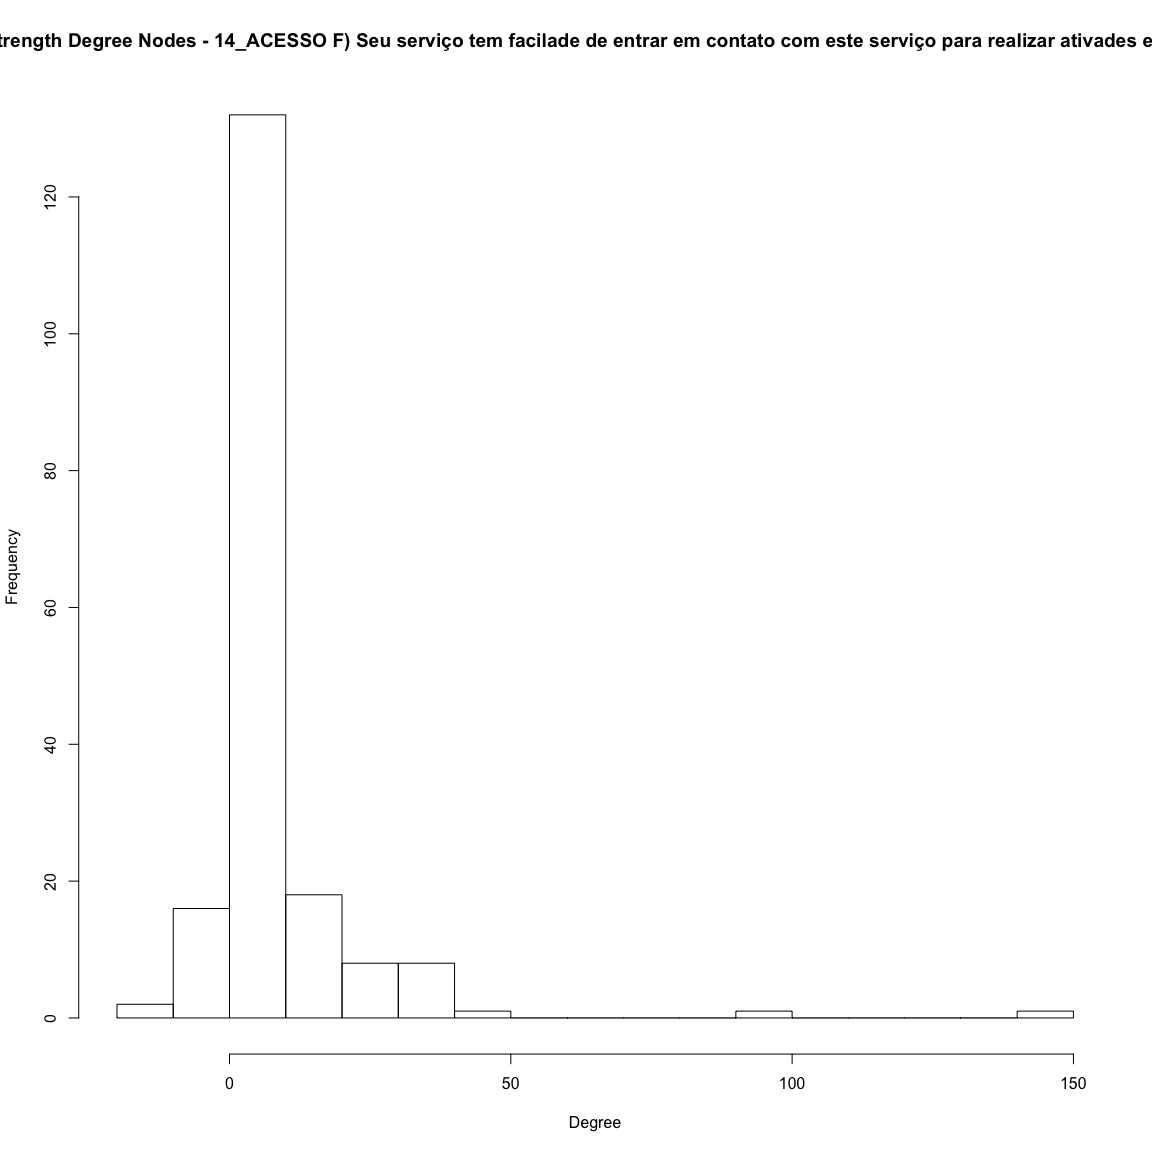 trength Degree Nodes - 14_ACESSO F) Seu serviço tem facilade de entrar em contato com este serviço para realizar ativades e
120
100
80
60
40
20
0
Frequency
0 50 100 150
Degree